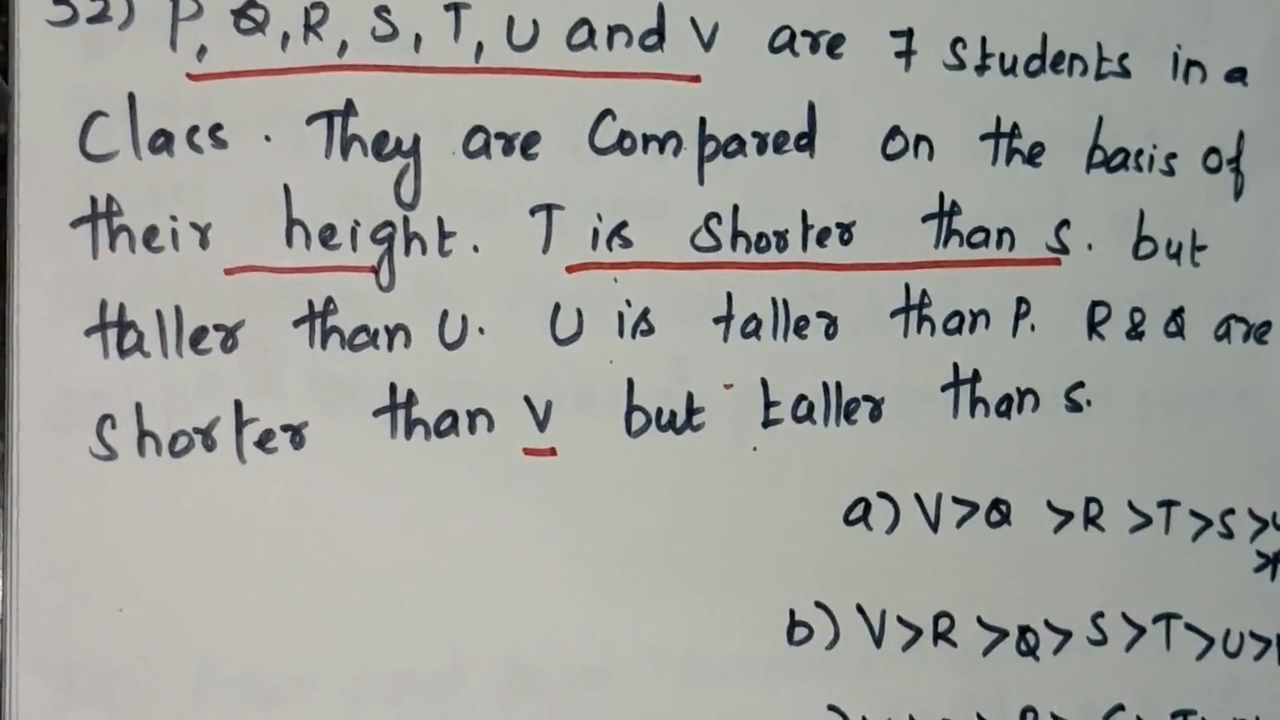 32) P, Q, R, S, T, U and V are 7 students in a
Class. They are Compared on the basis of
their height. T is shorter than S. but
taller than U. U is taller than P. R & Q are
shorter than V but taller than S.
a) V>Q >R >T>S>
b) V>R >Q> S>T>U>